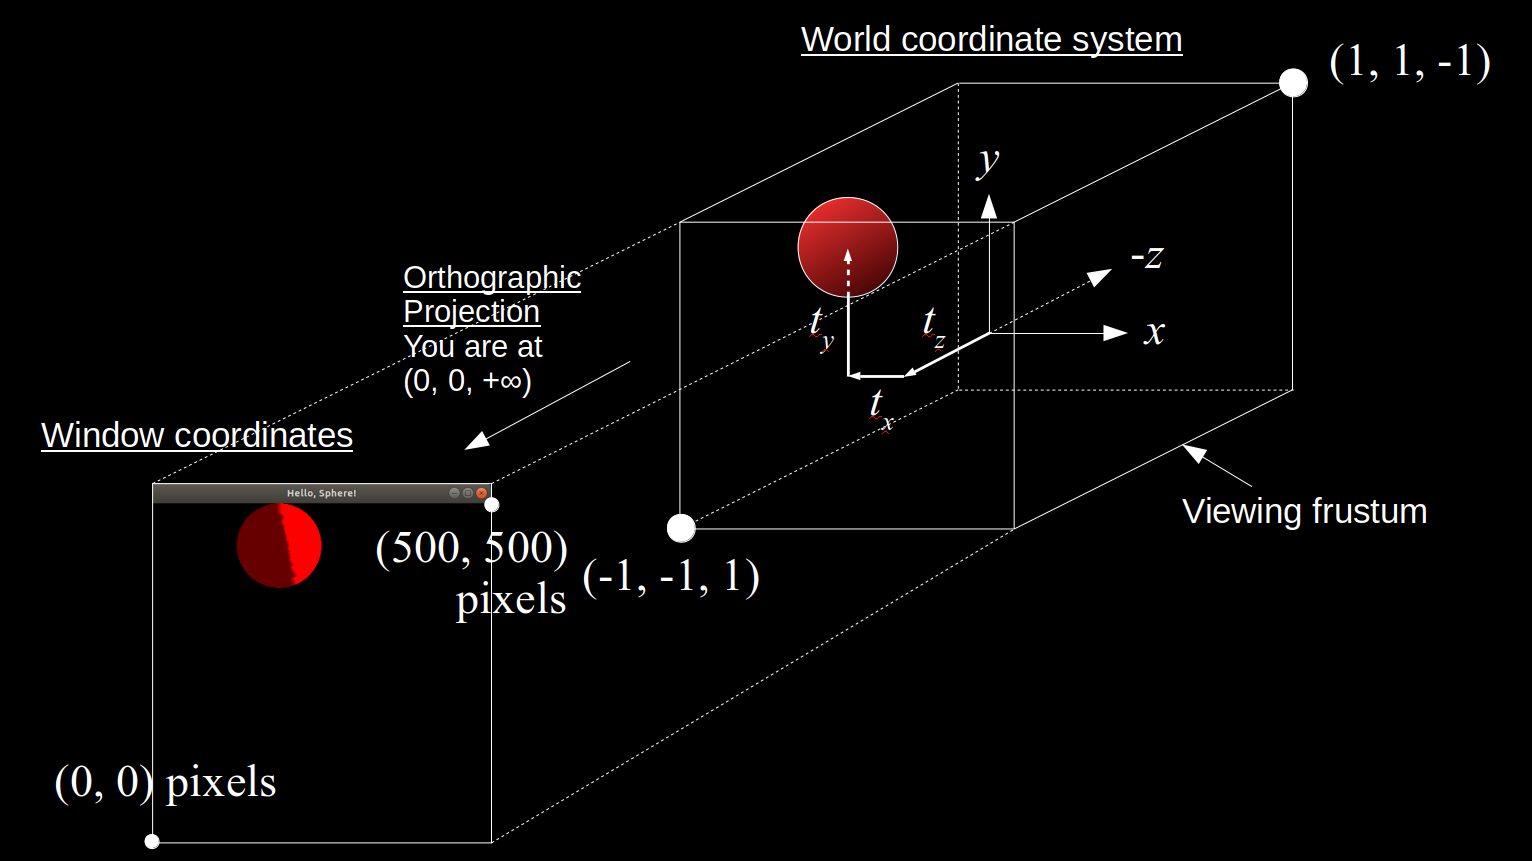 World coordinate system
(1, 1, -1)
y
-z
x
Orthographic
Projection
You are at
(0, 0, +∞)
t_y
t_z
t_x
Window coordinates
Hello, Sphere!
(500, 500)
pixels
(-1, -1, 1)
Viewing frustum
(0, 0) pixels